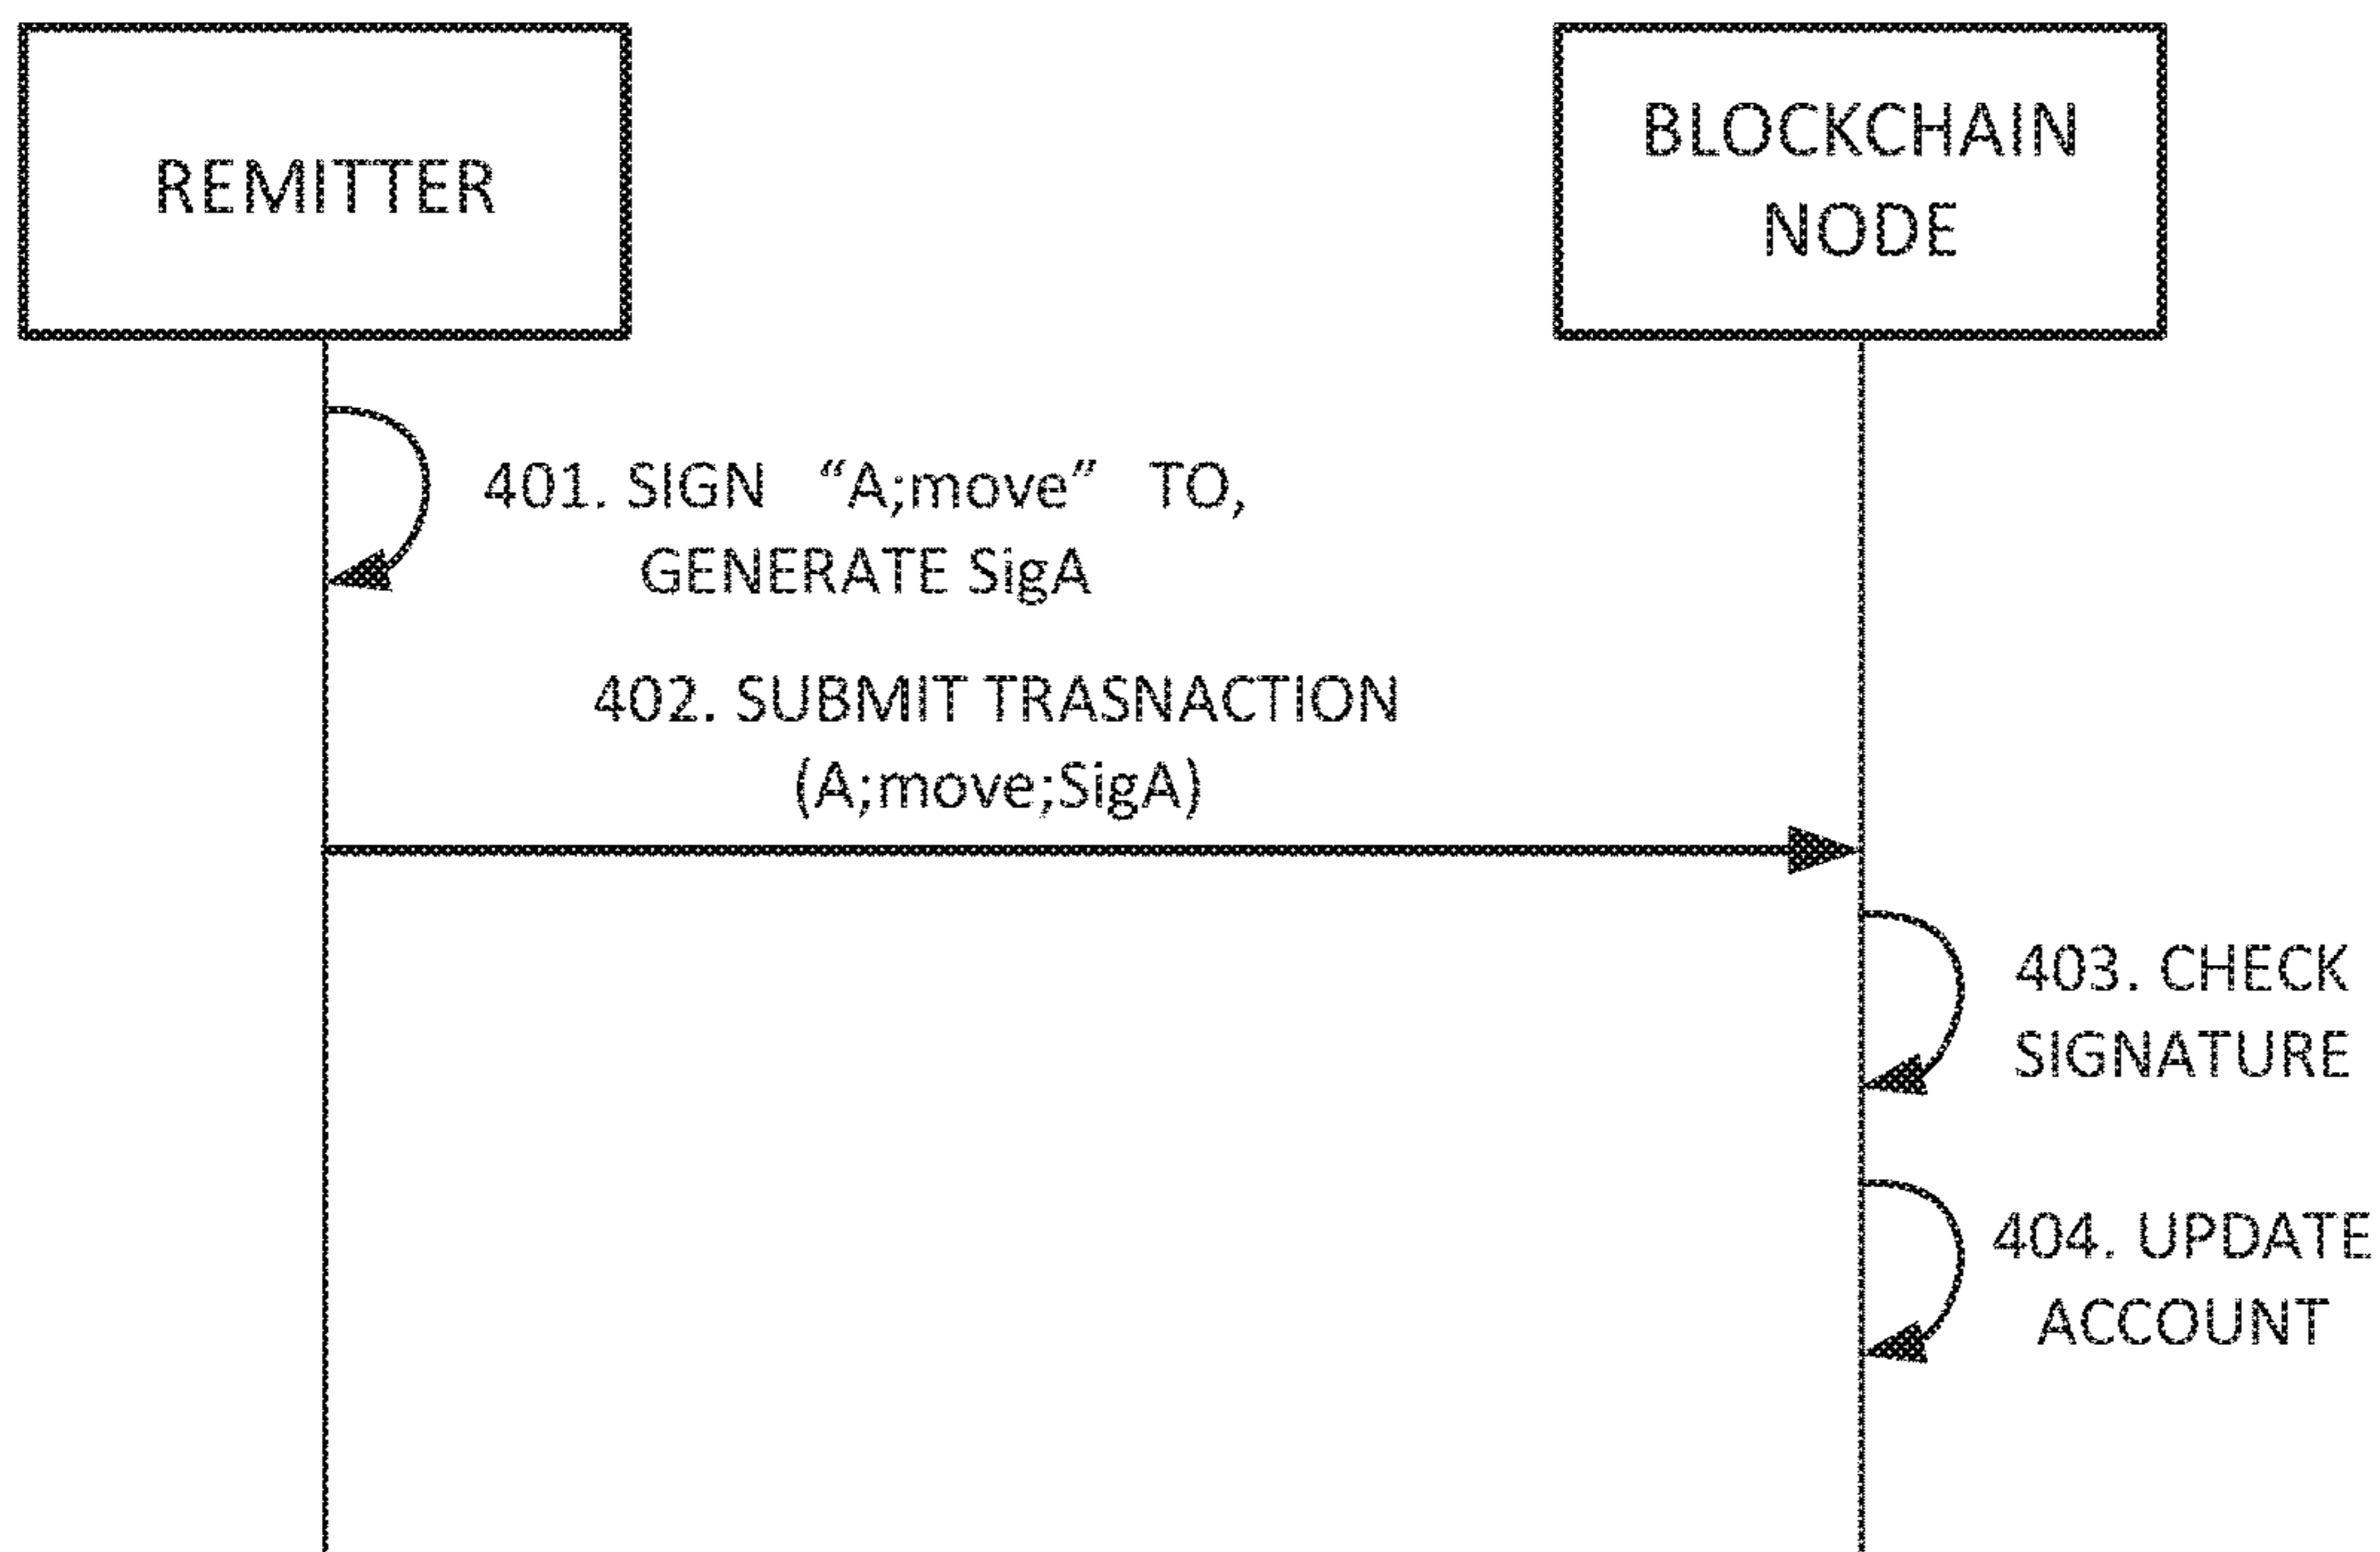 REMITTER
BLOCKCHAIN
NODE
401. SIGN “A;move” TO,
GENERATE SigA
402. SUBMIT TRASNACTION
(A;move;SigA)
403. CHECK
SIGNATURE
404. UPDATE
ACCOUNT